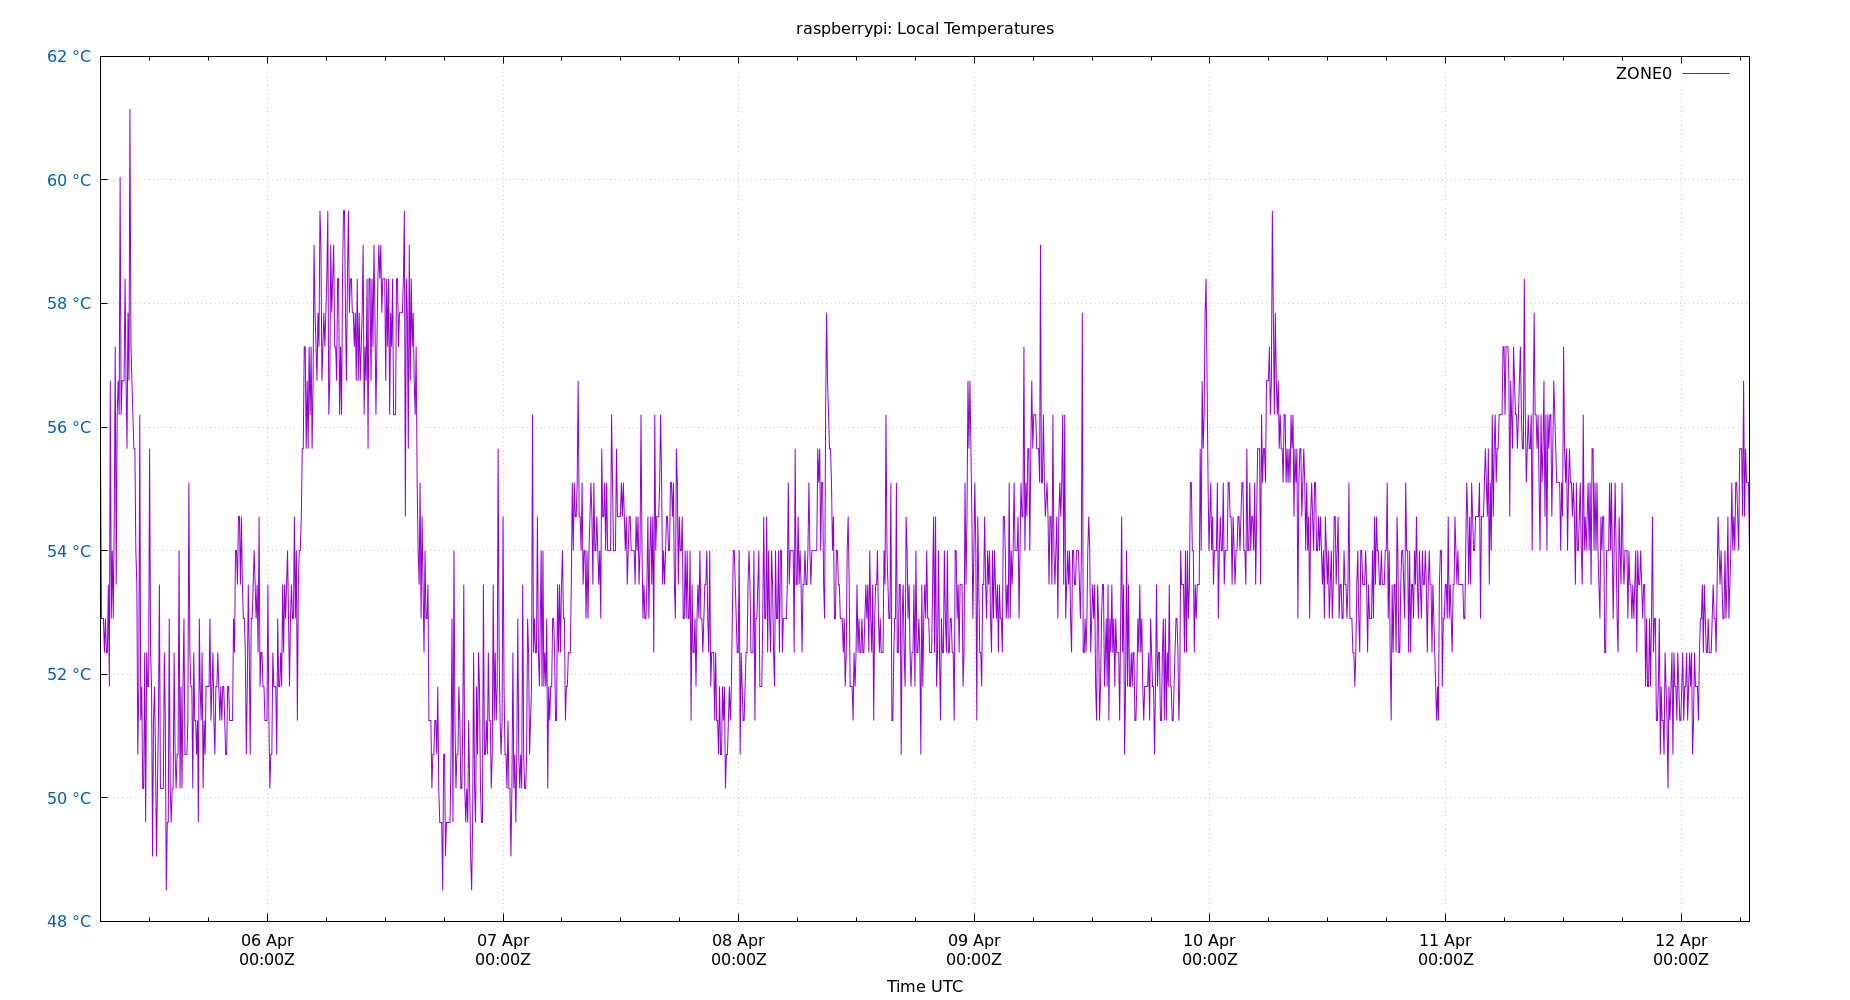 raspberrypi: Local Temperatures
62 °C
ZONE0
60 °C
58 °C
56 °C
54 °C
52 °C
50 °C
48 °C
06 Apr 07 Apr 08 Apr 09 Apr 10 Apr 11 Apr 12 Apr
00:00Z 00:00Z 00:00Z 00:00Z 00:00Z 00:00Z 00:00Z
Time UTC